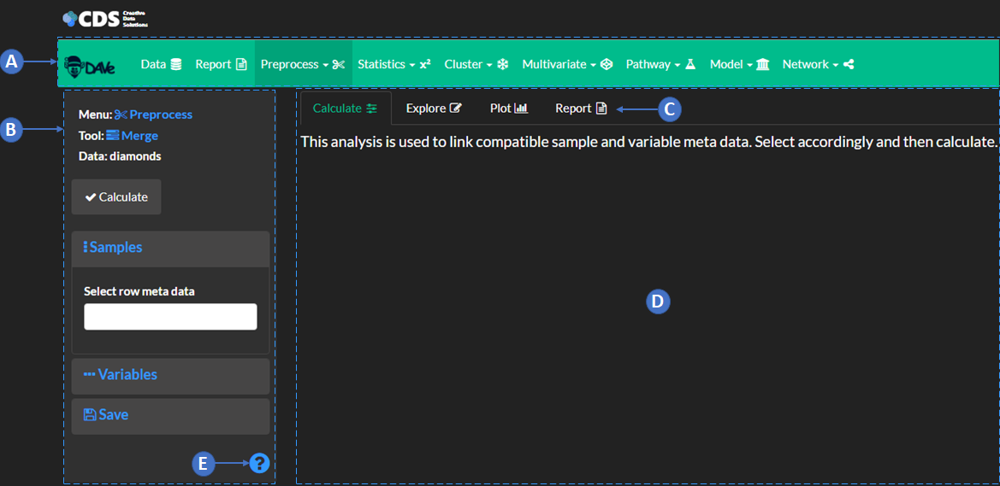 CDS Creative Data Solutions
A
DAVe Data Report Preprocess Statistics x² Cluster Multivariate Pathway Model Network
Calculate Explore Plot Report C
Menu: Preprocess
B
Tool: Merge
Data: diamonds
This analysis is used to link compatible sample and variable meta data. Select accordingly and then calculate.
Calculate
Samples
Select row meta data
D
Variables
Save
E ?